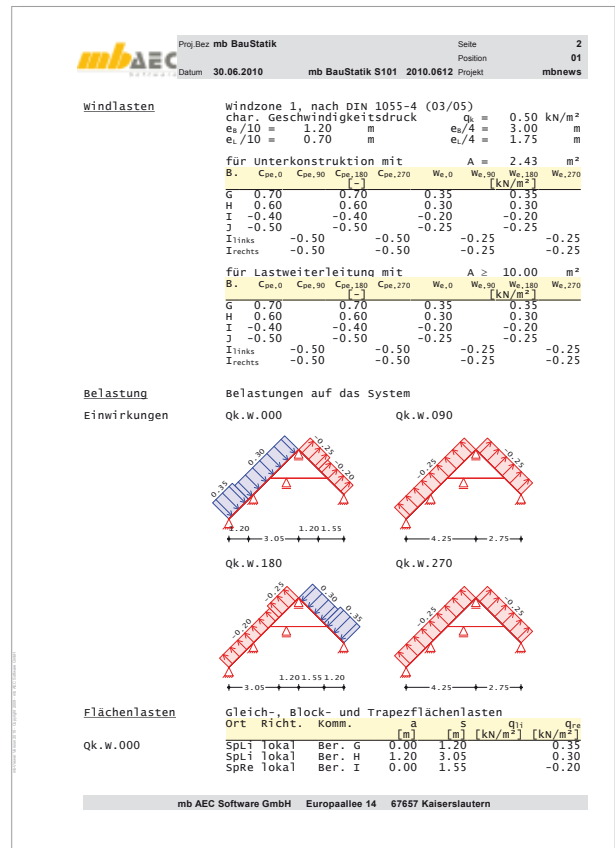 mb AEC
Software
Proj.Bez mb BauStatik Seite 2
Position 01
Datum 30.06.2010 mb BauStatik S101 2010.0612 Projekt mbnews
Windlasten Windzone 1, nach DIN 1055-4 (03/05)
char. Geschwindigkeitsdruck qk = 0.50 kN/m²
eB/10 = 1.20 m eB/4 = 3.00 m
eL/10 = 0.70 m eL/4 = 1.75 m
für Unterkonstruktion mit A = 2.43 m²
B. Cpe,0 Cpe,90 Cpe,180 Cpe,270 We,0 We,90 We,180 We,270
[-] [kN/m²]
G 0.70 0.70 0.35 0.35
H 0.60 0.60 0.30 0.30
I -0.40 -0.40 -0.20 -0.20
J -0.50 -0.50 -0.25 -0.25
Ilinks -0.50 -0.50 -0.25 -0.25
Irechts -0.50 -0.50 -0.25 -0.25
für Lastweiterleitung mit A ≥ 10.00 m²
B. Cpe,0 Cpe,90 Cpe,180 Cpe,270 We,0 We,90 We,180 We,270
[-] [kN/m²]
G 0.70 0.70 0.35 0.35
H 0.60 0.60 0.30 0.30
I -0.40 -0.40 -0.20 -0.20
J -0.50 -0.50 -0.25 -0.25
Ilinks -0.50 -0.50 -0.25 -0.25
Irechts -0.50 -0.50 -0.25 -0.25
Belastung Belastungen auf das System
Einwirkungen Qk.W.000 Qk.W.090
0.35 0.30 -0.25 -0.20
-0.25 -0.25
1.20 3.05 1.20 1.55
4.25 2.75
Qk.W.180 Qk.W.270
-0.20 -0.25 0.30 0.35
-0.25 -0.25
3.05 1.20 1.55 1.20
4.25 2.75
Flächenlasten Gleich-, Block- und Trapezflächenlasten
Ort Richt. Komm. a s qli qre
[m] [m] [kN/m²] [kN/m²]
Qk.W.000 SpLi lokal Ber. G 0.00 1.20 0.35
SpLi lokal Ber. H 1.20 3.05 0.30
SpRe lokal Ber. I 0.00 1.55 -0.20
mb AEC Software GmbH Europaallee 14 67657 Kaiserslautern